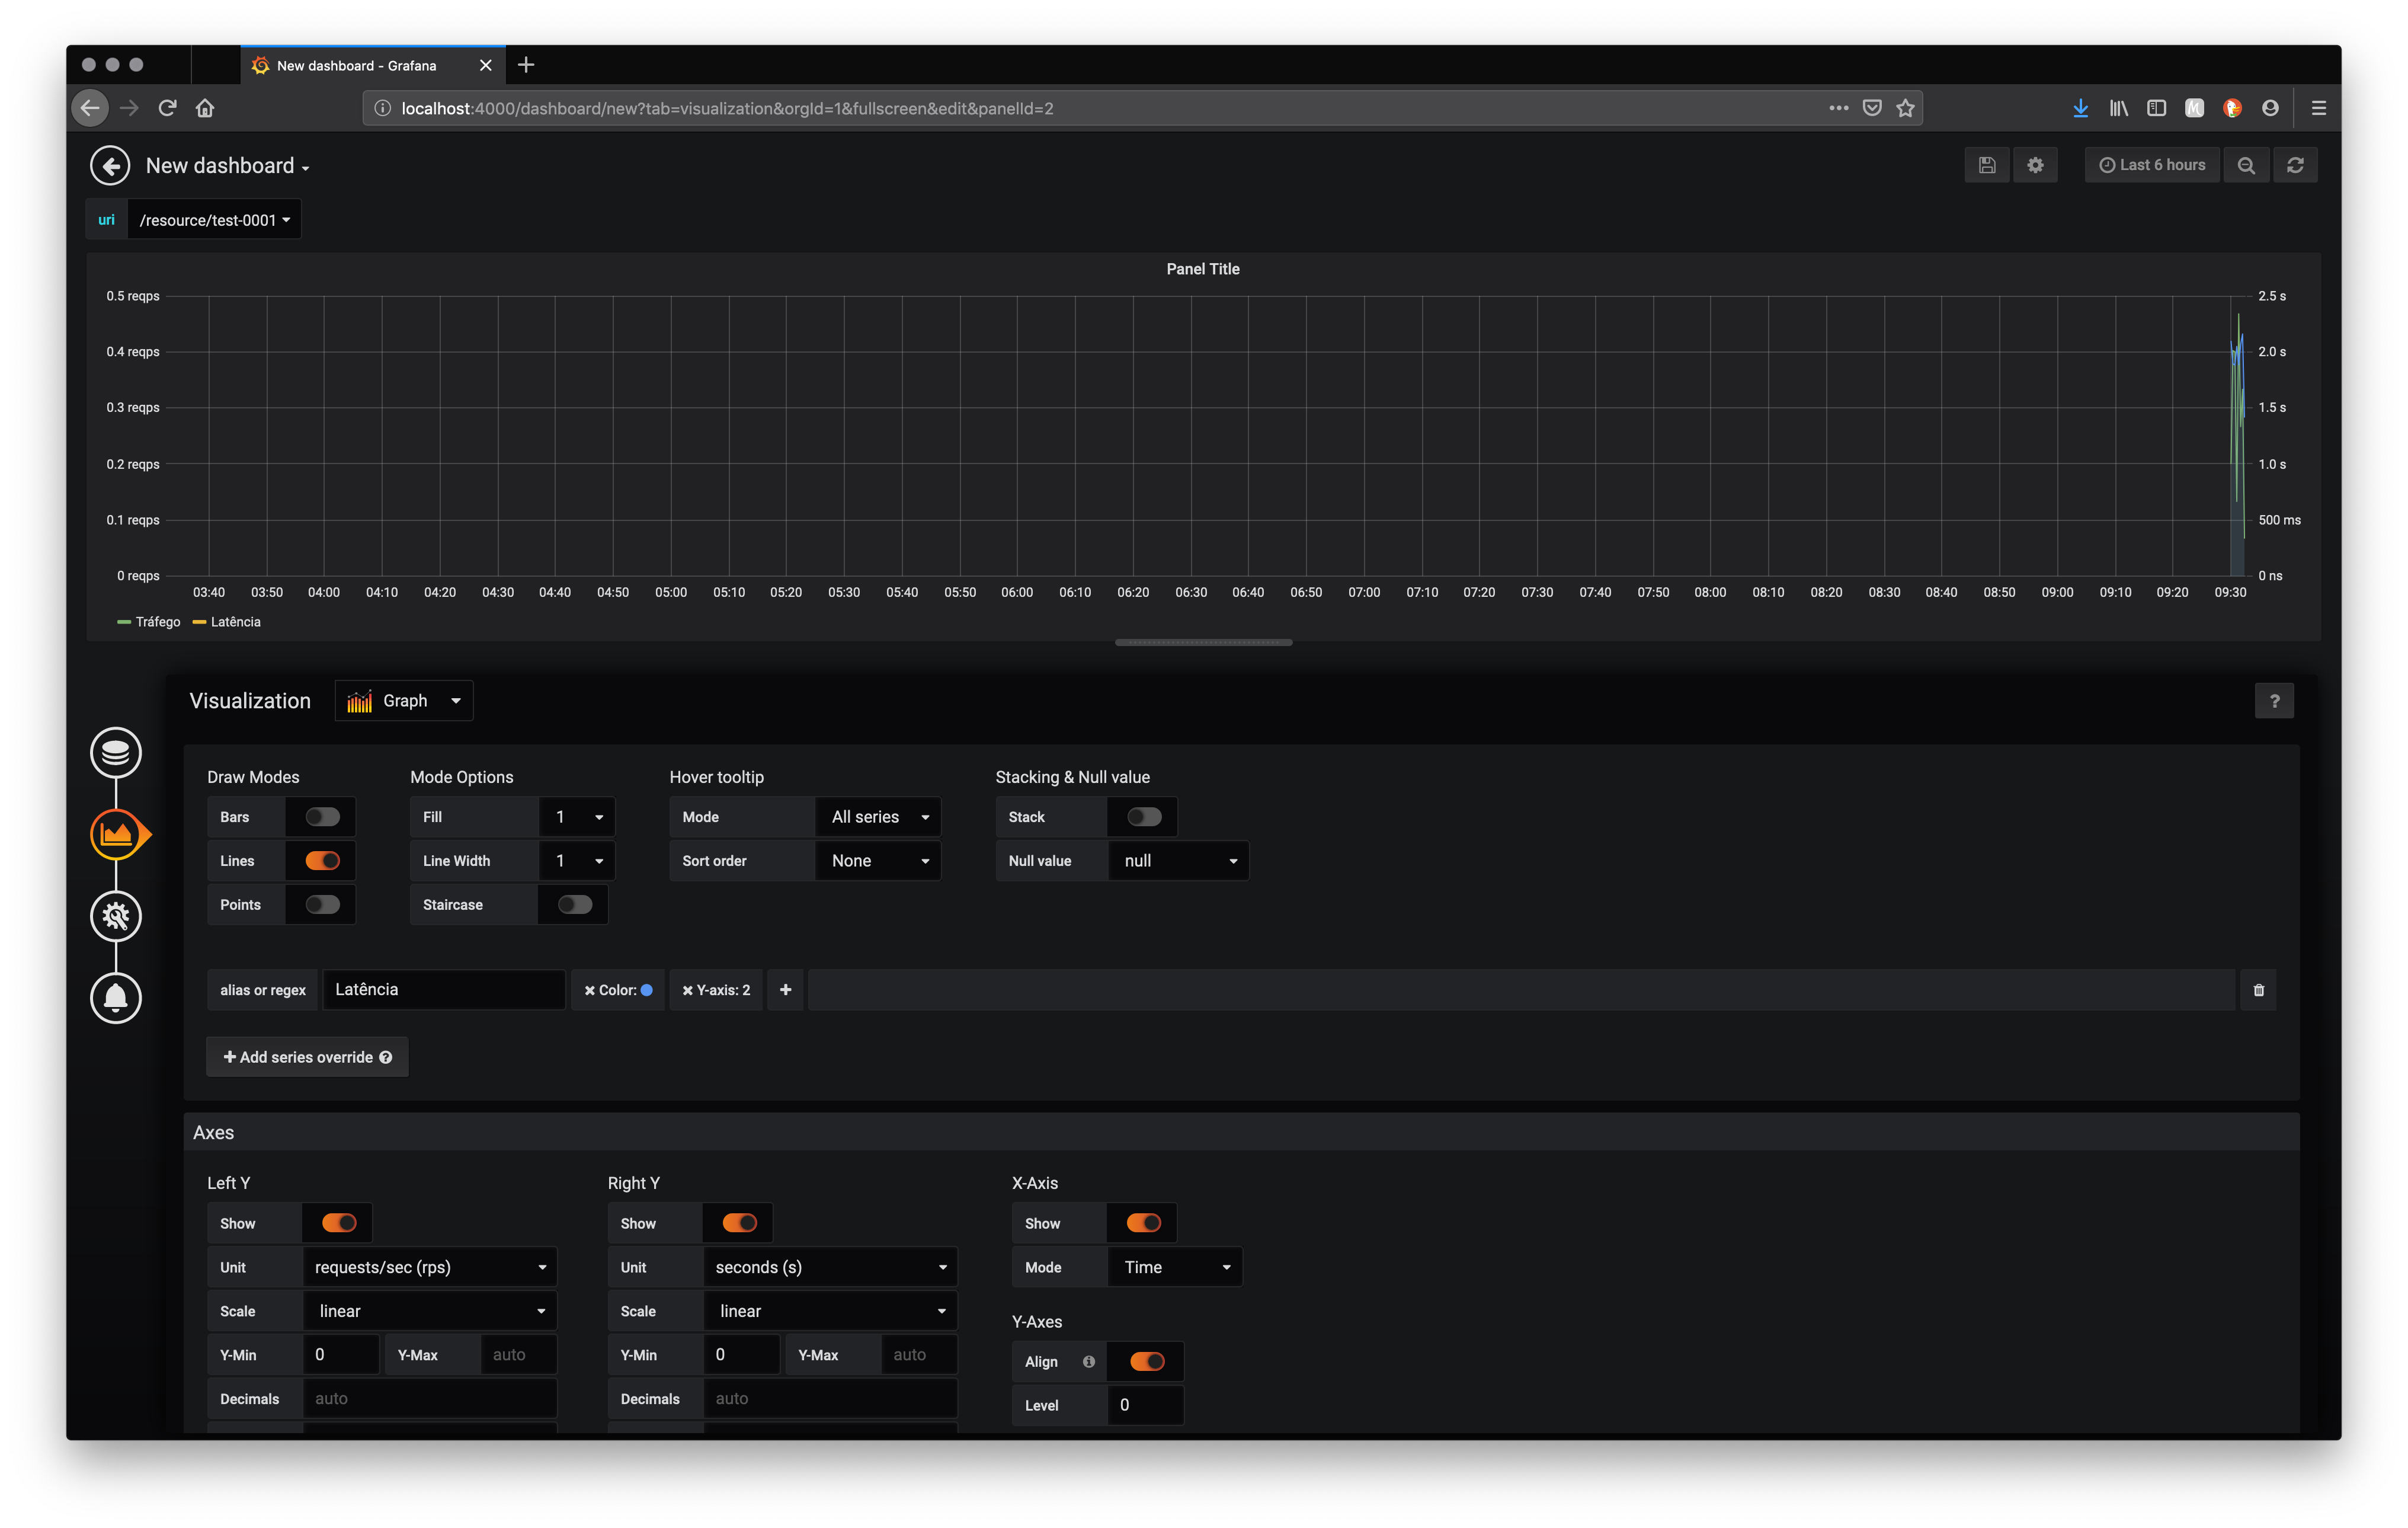 New dashboard - Grafana
localhost:4000/dashboard/new?tab=visualization&orgId=1&fullscreen&edit&panelId=2
New dashboard
Last 6 hours
uri /resource/test-0001
Panel Title
0.5 reqps 2.5 s
0.4 reqps 2.0 s
0.3 reqps 1.5 s
0.2 reqps 1.0 s
0.1 reqps 500 ms
0 reqps 0 ns
03:40 03:50 04:00 04:10 04:20 04:30 04:40 04:50 05:00 05:10 05:20 05:30 05:40 05:50 06:00 06:10 06:20 06:30 06:40 06:50 07:00 07:10 07:20 07:30 07:40 07:50 08:00 08:10 08:20 08:30 08:40 08:50 09:00 09:10 09:20 09:30
Tráfego Latência
Visualization Graph ?
Draw Modes Mode Options Hover tooltip Stacking & Null value
Bars Fill 1 Mode All series Stack
Lines Line Width 1 Sort order None Null value null
Points Staircase
alias or regex Latência Color: Y-axis: 2
Add series override
Axes
Left Y Right Y X-Axis
Show Show Show
Unit requests/sec (rps) Unit seconds (s) Mode Time
Scale linear Scale linear
Y-Axes
Y-Min 0 Y-Max auto Y-Min 0 Y-Max auto
Align
Decimals auto Decimals auto
Level 0